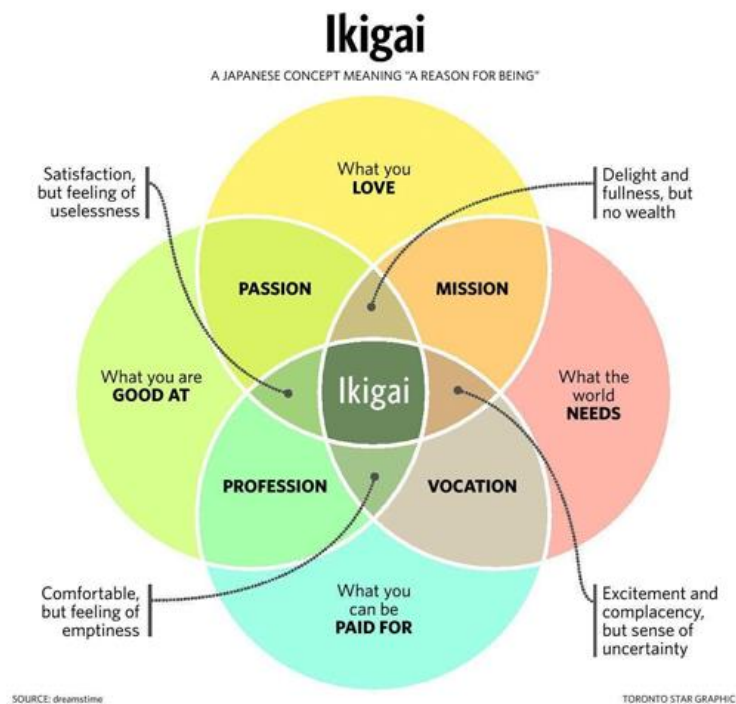 Ikigai
A JAPANESE CONCEPT MEANING "A REASON FOR BEING"
What you
LOVE
Satisfaction,
but feeling of
uselessness
Delight and
fullness, but
no wealth
PASSION
MISSION
What you are
GOOD AT
Ikigai
What the
world
NEEDS
PROFESSION
VOCATION
Comfortable,
but feeling of
emptiness
What you
can be
PAID FOR
Excitement and
complacency,
but sense of
uncertainty
SOURCE: dreamstime
TORONTO STAR GRAPHIC